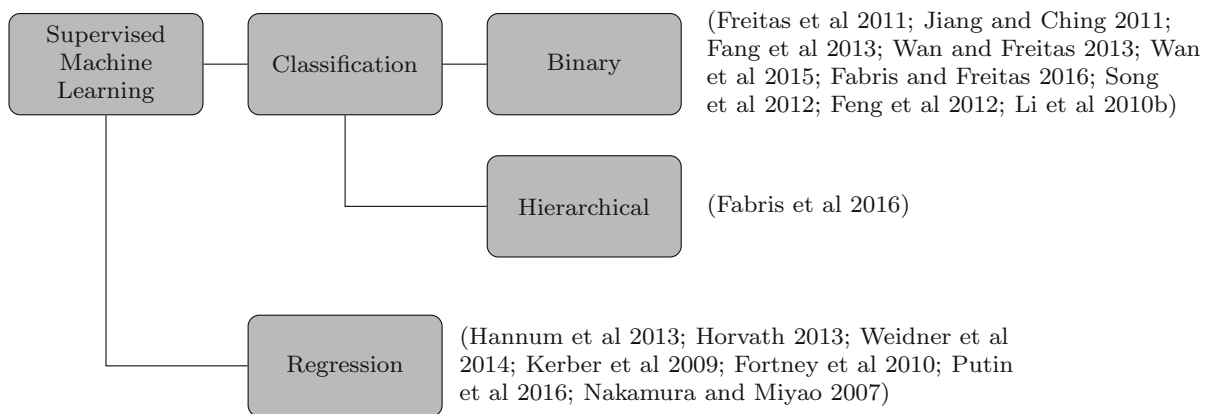 Supervised
Machine
Learning
Classification
Binary
(Freitas et al 2011; Jiang and Ching 2011;
Fang et al 2013; Wan and Freitas 2013; Wan
et al 2015; Fabris and Freitas 2016; Song
et al 2012; Feng et al 2012; Li et al 2010b)
Hierarchical
(Fabris et al 2016)
Regression
(Hannum et al 2013; Horvath 2013; Weidner et al
2014; Kerber et al 2009; Fortney et al 2010; Putin
et al 2016; Nakamura and Miyao 2007)